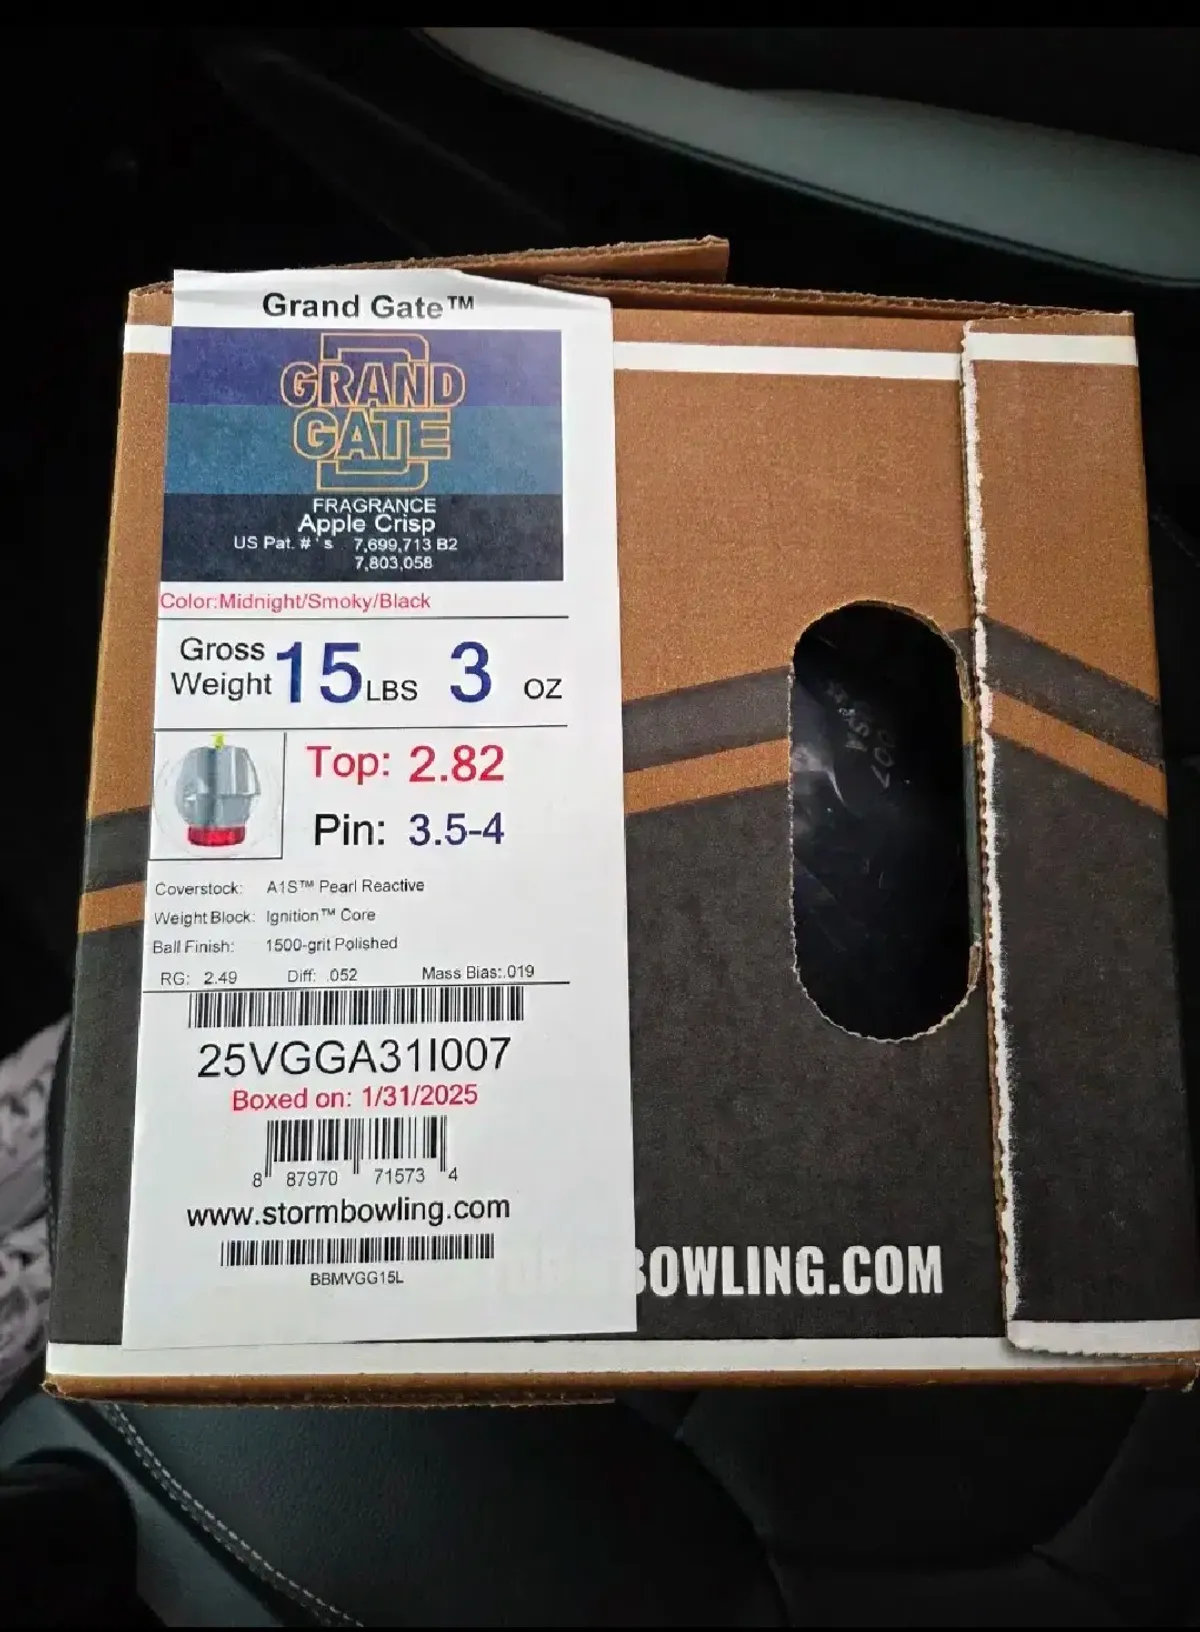 Grand Gate™
GRAND
GATE
FRAGRANCE
Apple Crisp
US Pat. #'s 7,699,713 B2
7,803,058
Color:Midnight/Smoky/Black
Gross Weight 15 LBS 3 OZ
Top: 2.82
Pin: 3.5-4
Coverstock: A1S™ Pearl Reactive
Weight Block: Ignition™ Core
Ball Finish: 1500-grit Polished
RG: 2.49 Diff: .052 Mass Bias:.019
25VGGA31I007
Boxed on: 1/31/2025
8 87970 71573 4
www.stormbowling.com
BBMVGG15L
BOWLING.COM
007